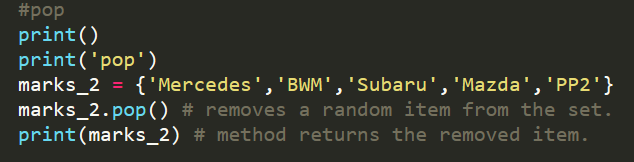 #pop
print()
print('pop')
marks_2 = {'Mercedes','BWM','Subaru','Mazda','PP2'}
marks_2.pop() # removes a random item from the set.
print(marks_2) # method returns the removed item.